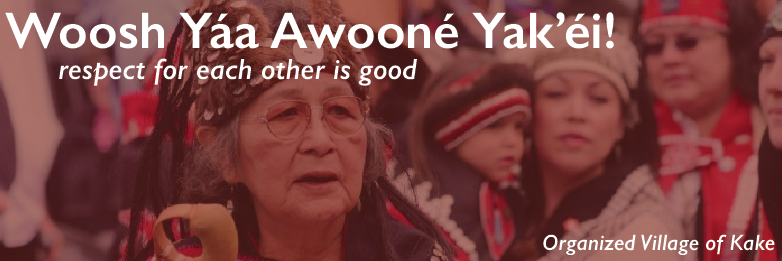 Woosh Yáa Awooné Yak’éi!
respect for each other is good
Organized Village of Kake